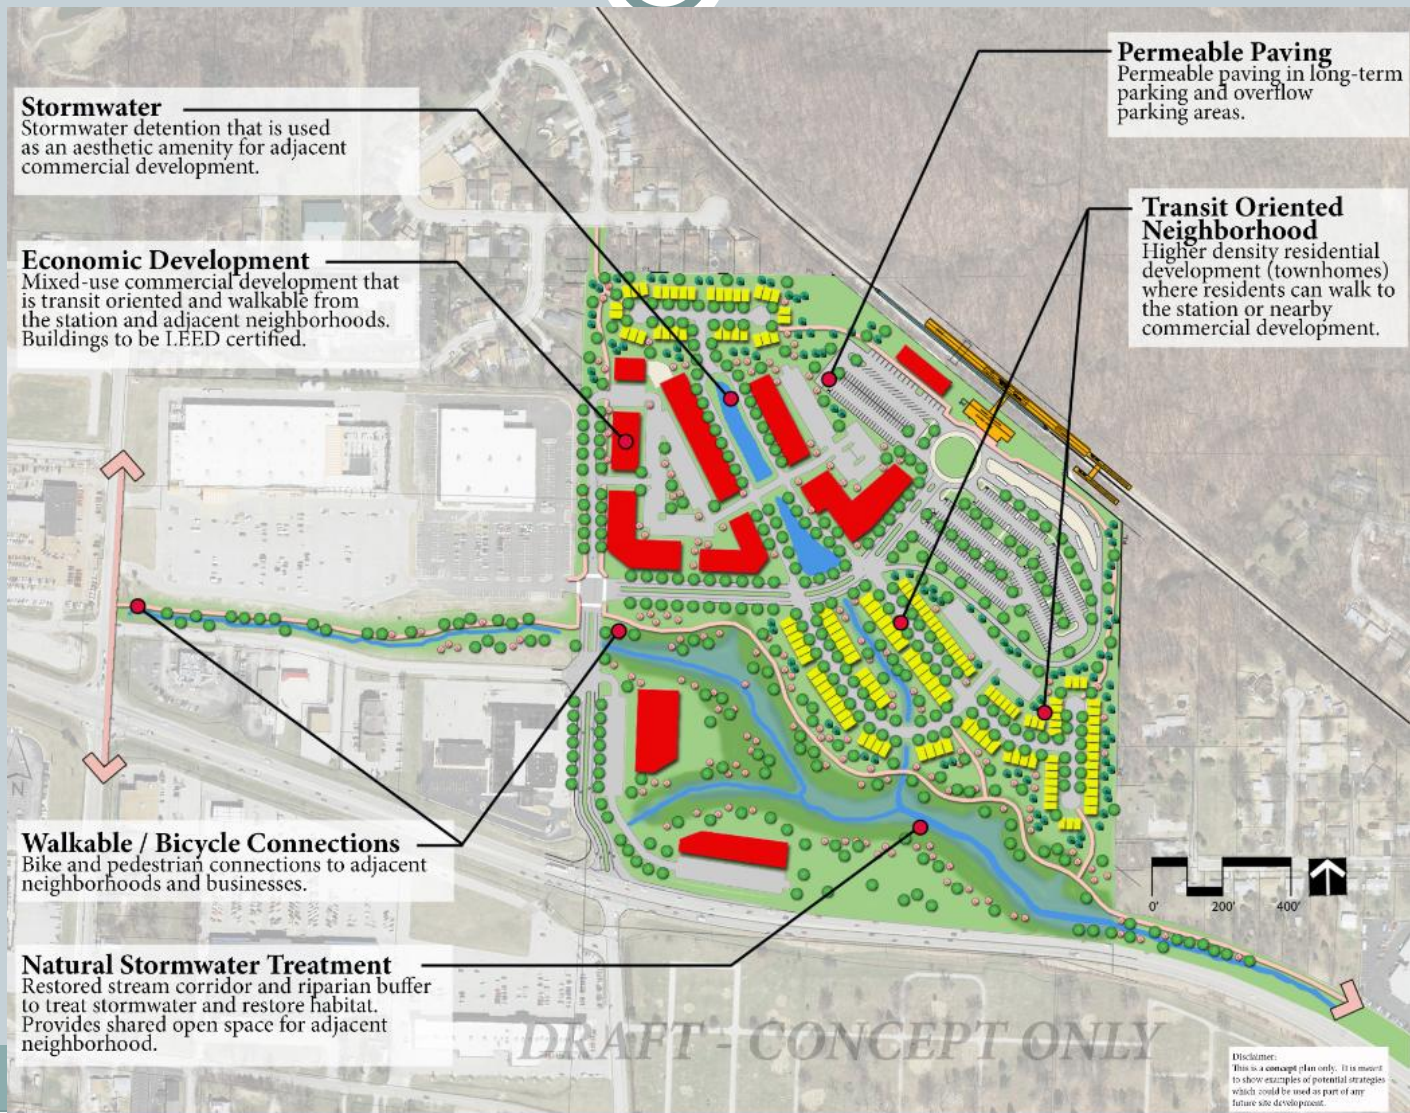 Stormwater
Stormwater detention that is used
as an aesthetic amenity for adjacent
commercial development.
Permeable Paving
Permeable paving in long-term
parking and overflow
parking areas.
Transit Oriented
Neighborhood
Higher density residential
development (townhomes)
where residents can walk to
the station or nearby
commercial development.
Economic Development
Mixed-use commercial development that
is transit oriented and walkable from
the station and adjacent neighborhoods.
Buildings to be LEED certified.
N
Walkable / Bicycle Connections
Bike and pedestrian connections to adjacent
neighborhoods and businesses.
0' 200' 400'
Natural Stormwater Treatment
Restored stream corridor and riparian buffer
to treat stormwater and restore habitat.
Provides shared open space for adjacent
neighborhood.
DRAFT - CONCEPT ONLY
Disclaimer:
This is a concept plan only. It is meant
to show examples of potential strategies
which could be used as part of any
future site development.